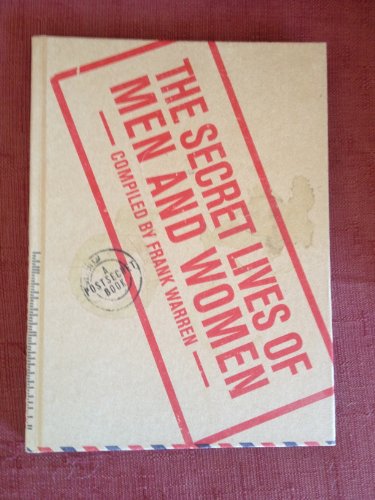 THE SECRET LIVES OF
MEN AND WOMEN
COMPILED BY FRANK WARREN
A
POSTSECRET
BOOK